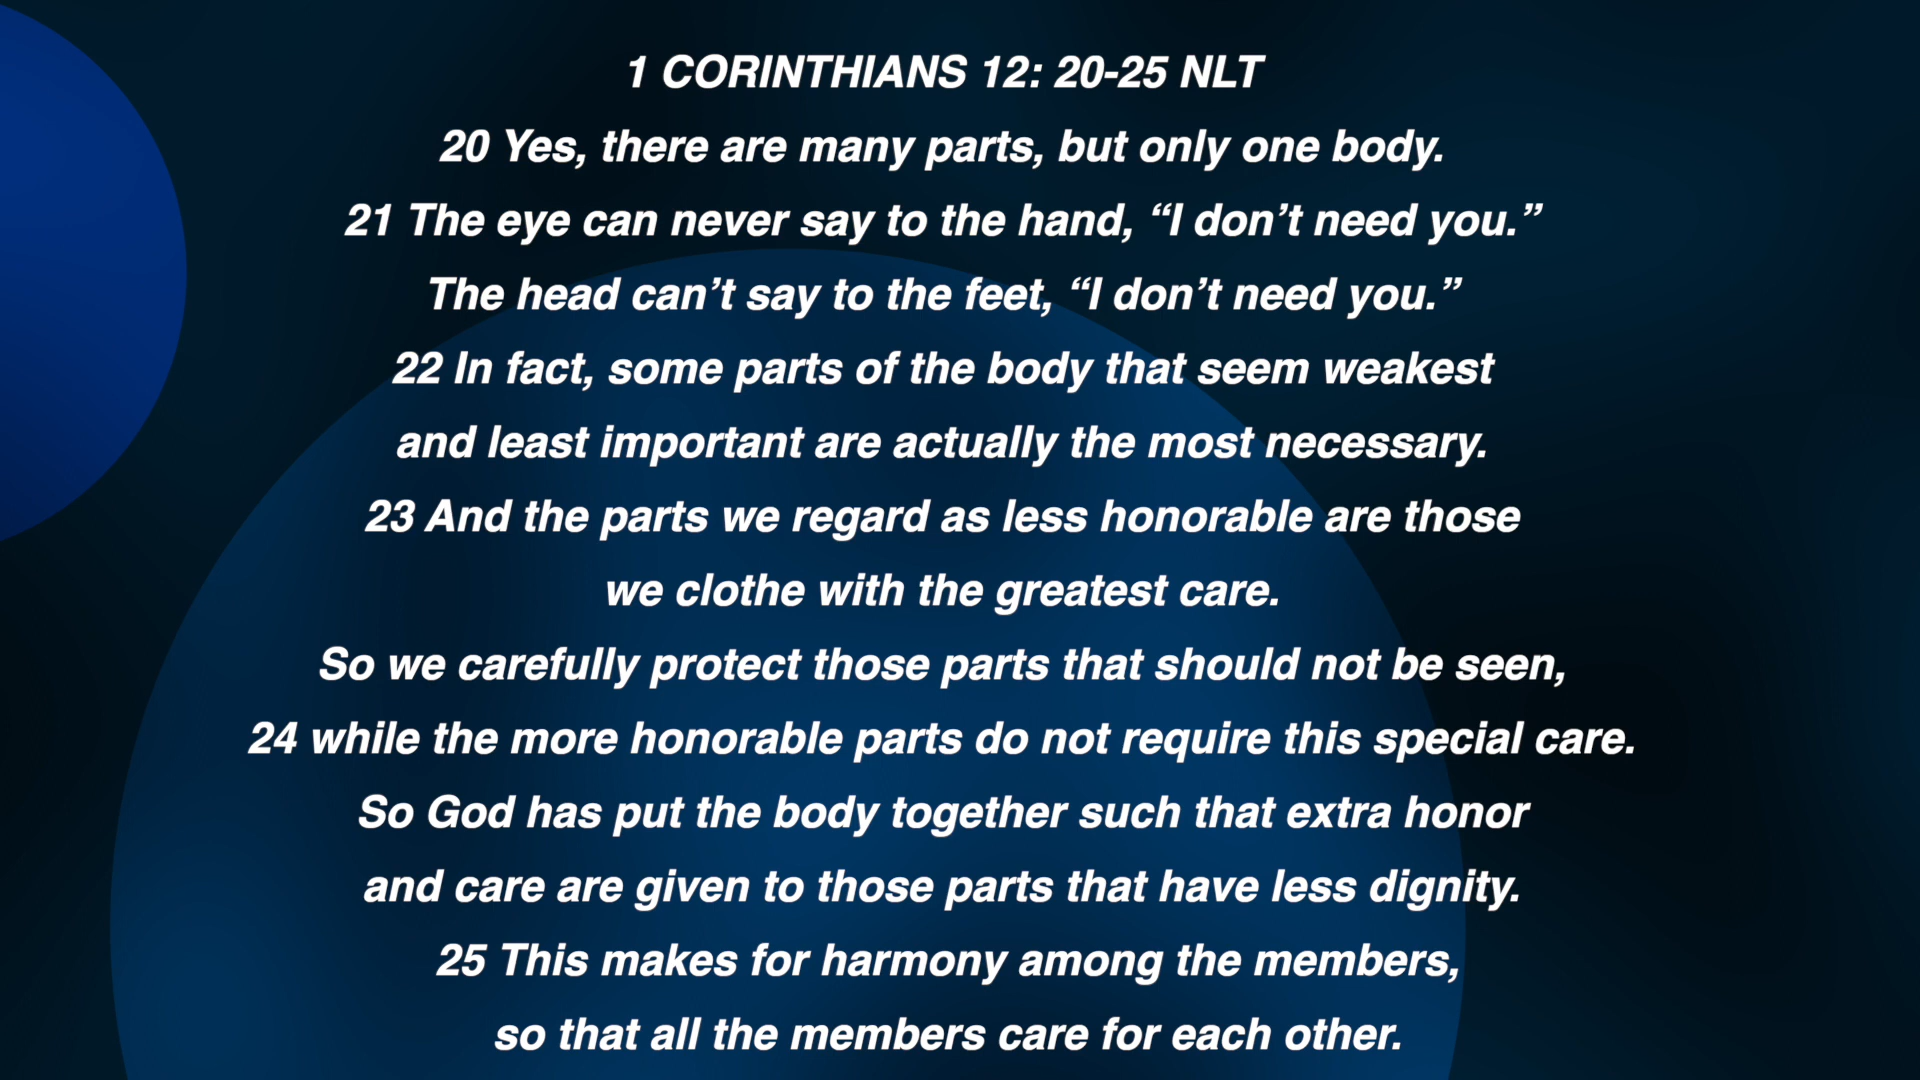 1 CORINTHIANS 12: 20-25 NLT
20 Yes, there are many parts, but only one body.
21 The eye can never say to the hand, “I don’t need you.”
The head can’t say to the feet, “I don’t need you.”
22 In fact, some parts of the body that seem weakest
and least important are actually the most necessary.
23 And the parts we regard as less honorable are those
we clothe with the greatest care.
So we carefully protect those parts that should not be seen,
24 while the more honorable parts do not require this special care.
So God has put the body together such that extra honor
and care are given to those parts that have less dignity.
25 This makes for harmony among the members,
so that all the members care for each other.